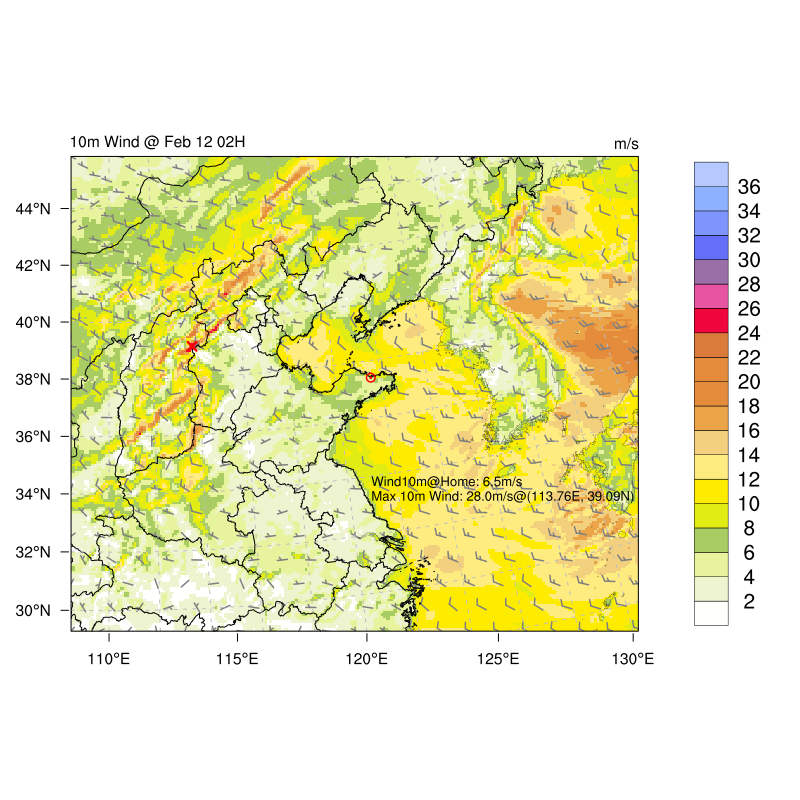 10m Wind @ Feb 12 02H
m/s
44°N
42°N
40°N
38°N
36°N
34°N
32°N
30°N
110°E
115°E
120°E
125°E
130°E
Wind10m@Home: 6.5m/s
Max 10m Wind: 28.0m/s@(113.76E, 39.09N)
36
34
32
30
28
26
24
22
20
18
16
14
12
10
8
6
4
2